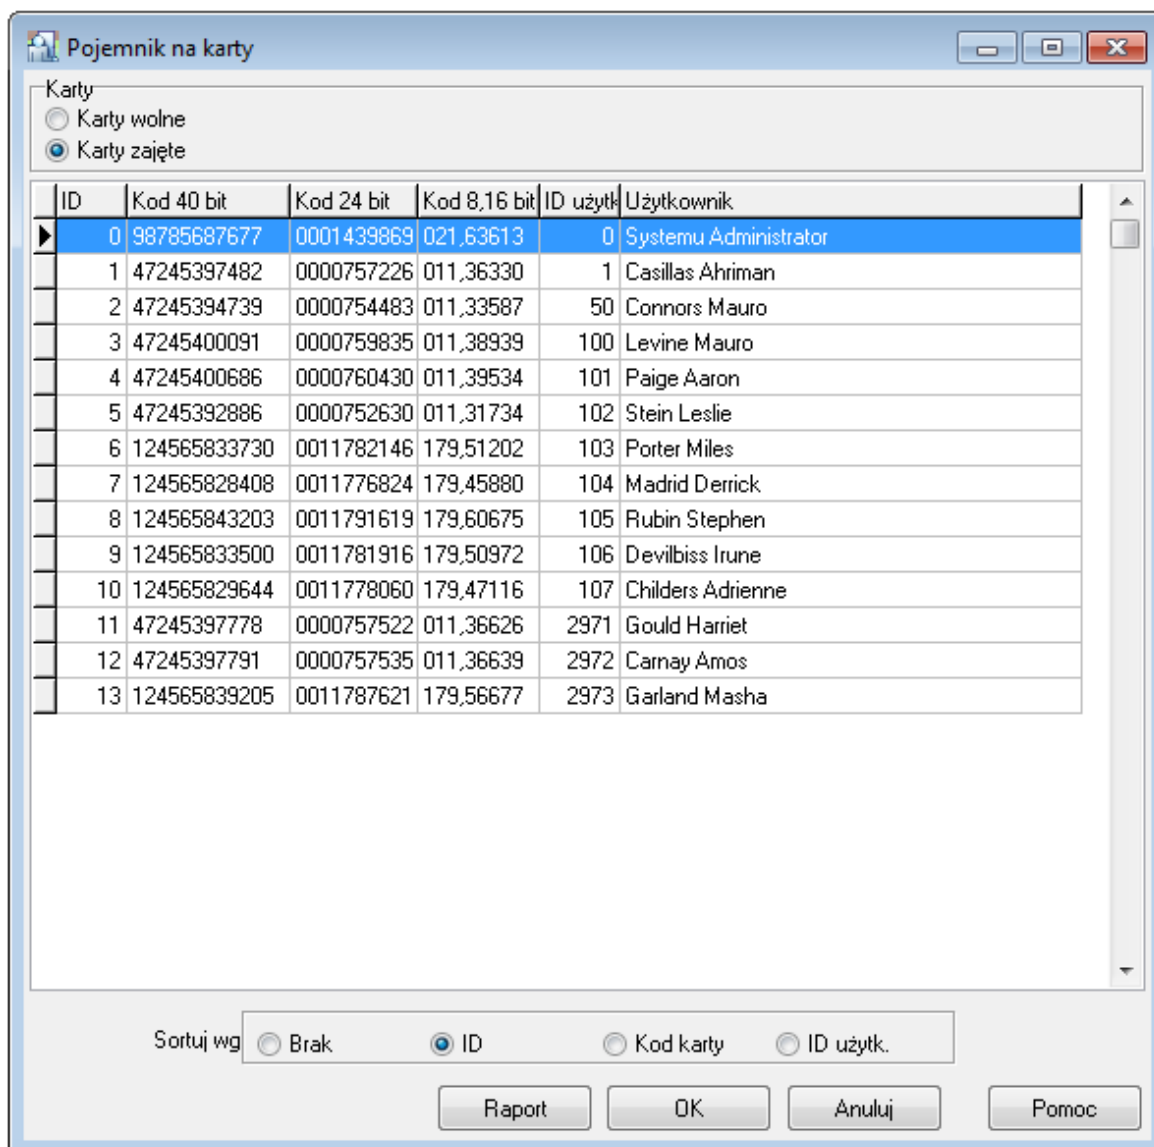 Pojemnik na karty
Karty
Karty wolne
Karty zajęte
ID Kod 40 bit Kod 24 bit Kod 8,16 bit ID użytk Użytkownik
0 98785687677 0001439869 021,63613 0 Systemu Administrator
1 47245397482 0000757226 011,36330 1 Casillas Ahriman
2 47245394739 0000754483 011,33587 50 Connors Mauro
3 47245400091 0000759835 011,38939 100 Levine Mauro
4 47245400686 0000760430 011,39534 101 Paige Aaron
5 47245392886 0000752630 011,31734 102 Stein Leslie
6 124565833730 0011782146 179,51202 103 Porter Miles
7 124565828408 0011776824 179,45880 104 Madrid Derrick
8 124565843203 0011791619 179,60675 105 Rubin Stephen
9 124565833500 0011781916 179,50972 106 Devilbiss Irune
10 124565829644 0011778060 179,47116 107 Childers Adrienne
11 47245397778 0000757522 011,36626 2971 Gould Harriet
12 47245397791 0000757535 011,36639 2972 Carnay Amos
13 124565839205 0011787621 179,56677 2973 Garland Masha
Sortuj wg Brak ID Kod karty ID użytk.
Raport OK Anuluj Pomoc